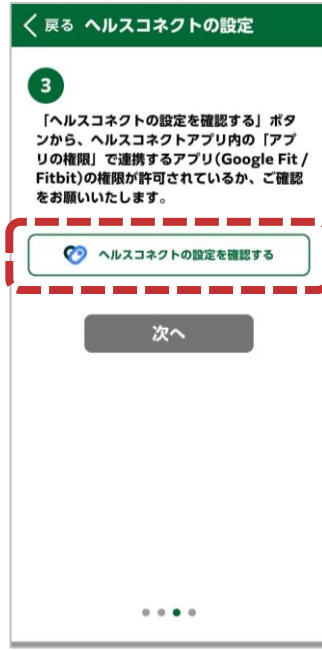 戻る ヘルスコネクトの設定
3
「ヘルスコネクトの設定を確認する」ボタ
ンから、ヘルスコネクトアプリ内の「アプ
リの権限」で連携するアプリ(Google Fit /
Fitbit)の権限が許可されているか、ご確認
をお願いいたします。
ヘルスコネクトの設定を確認する
次へ